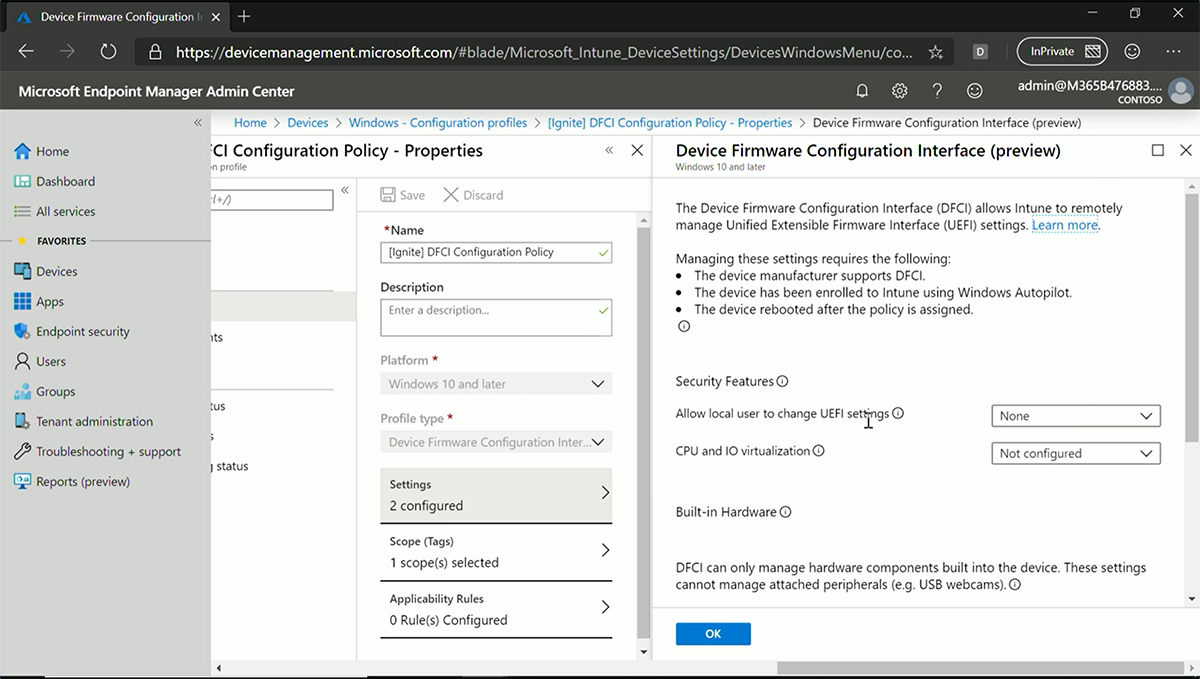 Device Firmware Configuration I
https://devicemanagement.microsoft.com/#blade/Microsoft_Intune_DeviceSettings/DevicesWindowsMenu/co...
D
InPrivate
Microsoft Endpoint Manager Admin Center
admin@M365B476883....
CONTOSO
Home
Dashboard
All services
FAVORITES
Devices
Apps
Endpoint security
Users
Groups
Tenant administration
Troubleshooting + support
Reports (preview)
Home > Devices > Windows - Configuration profiles > [Ignite] DFCI Configuration Policy - Properties > Device Firmware Configuration Interface (preview)
CI Configuration Policy - Properties
on profile
rl+/)
nts
tus
s
g status
Save Discard
*Name
[Ignite] DFCI Configuration Policy
Description
Enter a description...
Platform *
Windows 10 and later
Profile type *
Device Firmware Configuration Inter...
Settings
2 configured
Scope (Tags)
1 scope(s) selected
Applicability Rules
0 Rule(s) Configured
Device Firmware Configuration Interface (preview)
Windows 10 and later
The Device Firmware Configuration Interface (DFCI) allows Intune to remotely
manage Unified Extensible Firmware Interface (UEFI) settings. Learn more.
Managing these settings requires the following:
• The device manufacturer supports DFCI.
• The device has been enrolled to Intune using Windows Autopilot.
• The device rebooted after the policy is assigned.
Security Features
Allow local user to change UEFI settings None
CPU and IO virtualization Not configured
Built-in Hardware
DFCI can only manage hardware components built into the device. These settings
cannot manage attached peripherals (e.g. USB webcams).
OK